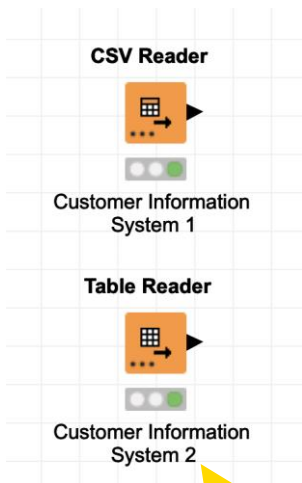 CSV Reader
Customer Information
System 1
Table Reader
Customer Information
System 2